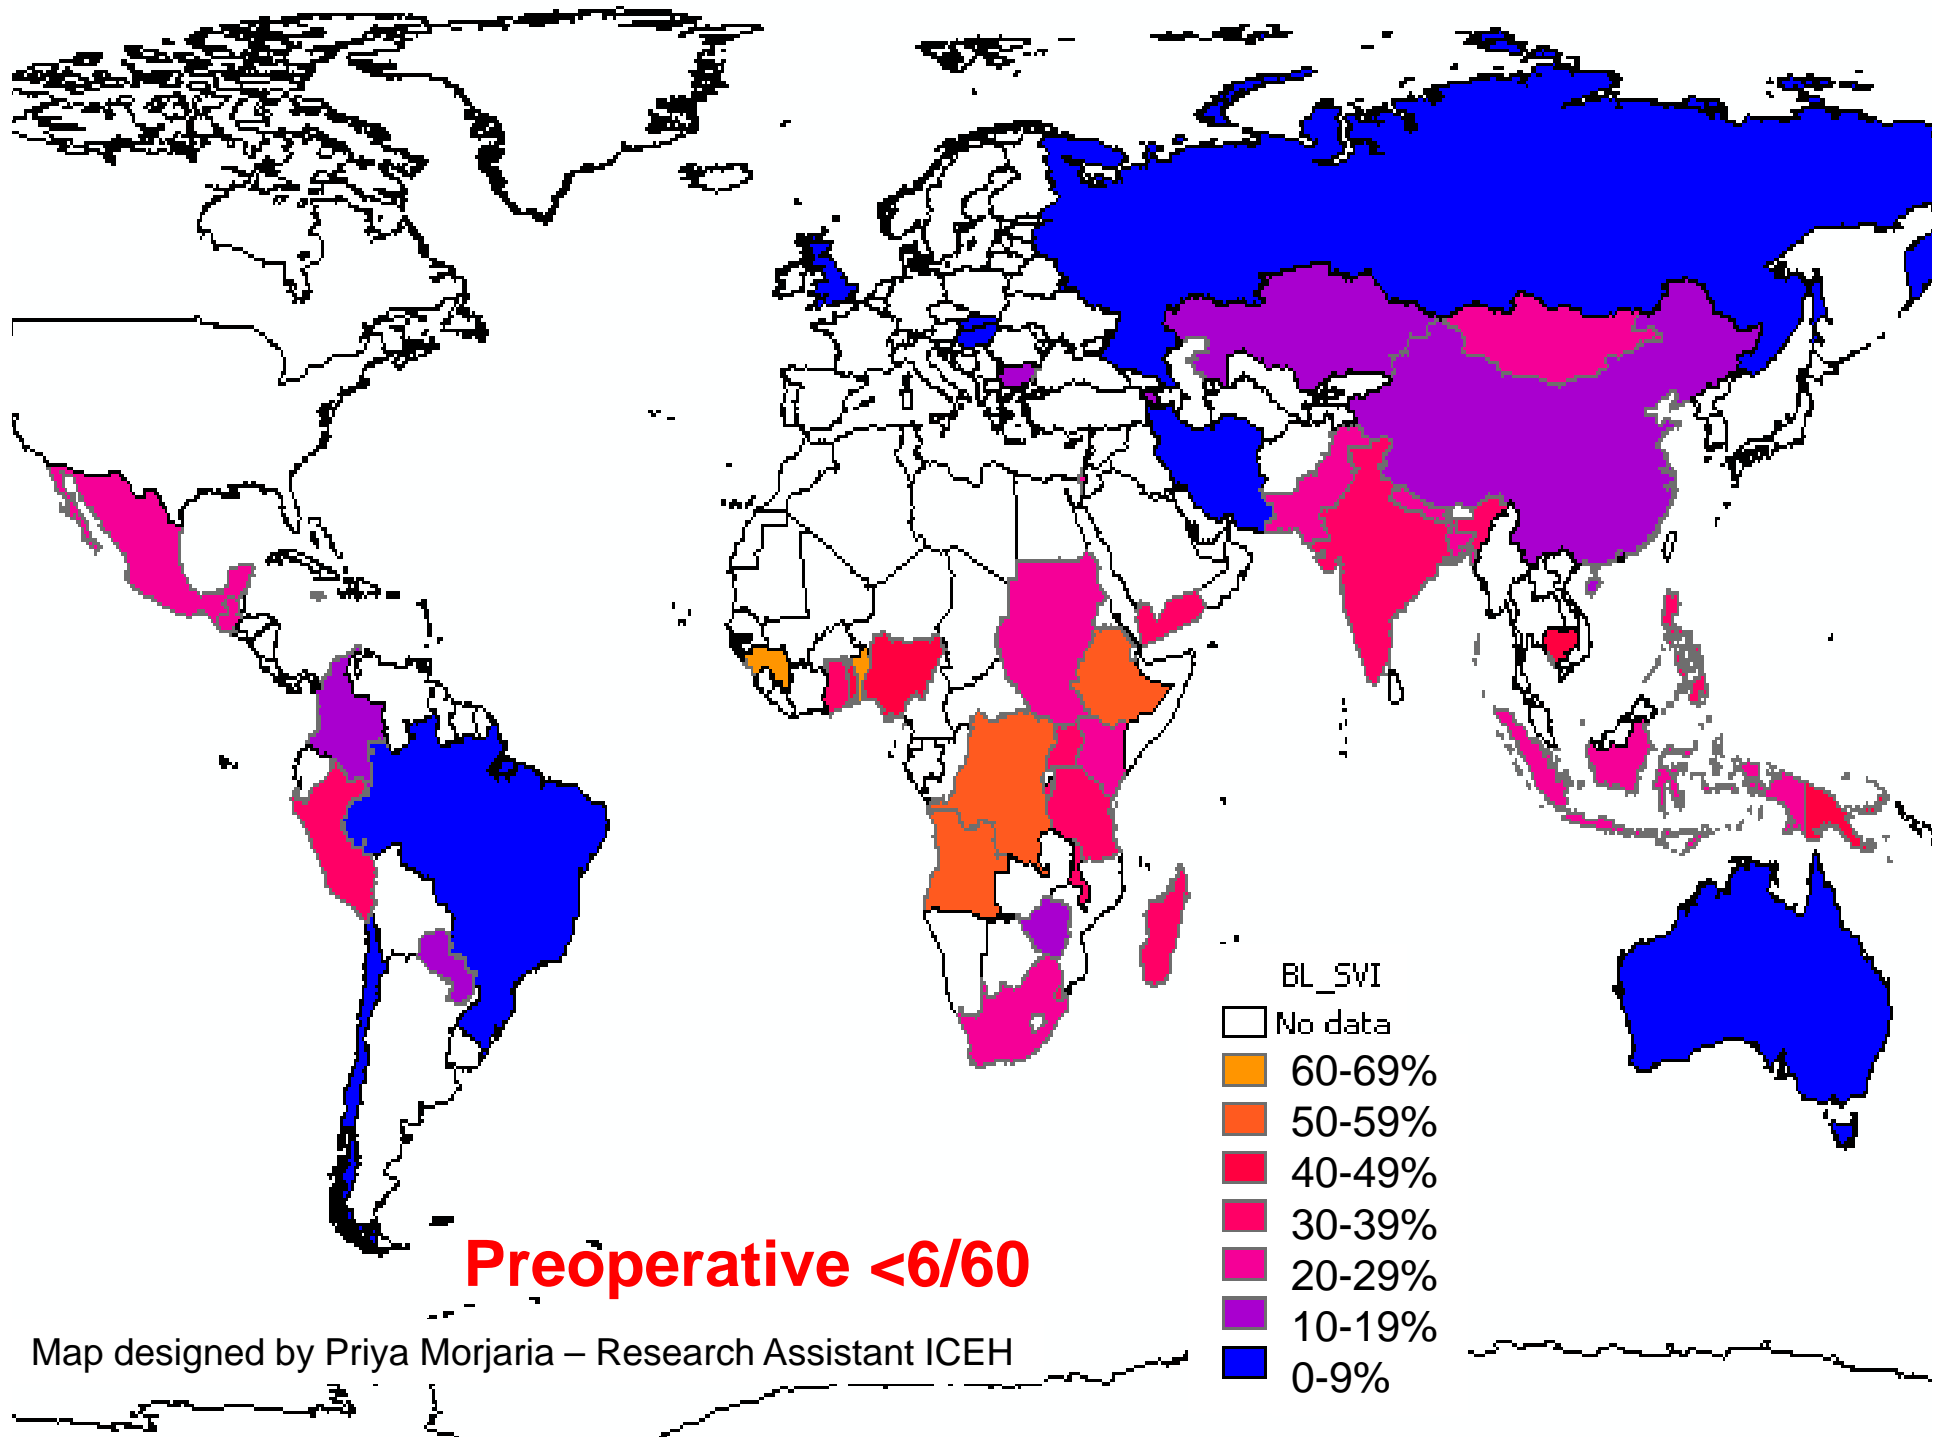 BL_SVI
No data
60-69%
50-59%
40-49%
30-39%
20-29%
10-19%
0-9%
Preoperative <6/60
Map designed by Priya Morjaria – Research Assistant ICEH